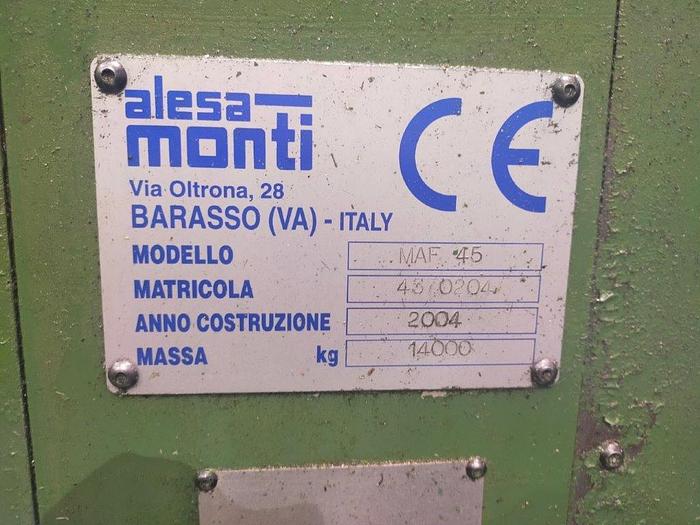 alesa
monti
CE
Via Oltrona, 28
BARASSO (VA) - ITALY
MODELLO MAF 45
MATRICOLA
ANNO COSTRUZIONE 2004
MASSA kg 14000